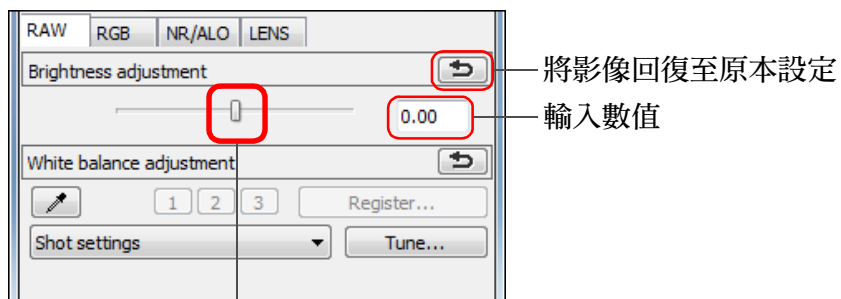 RAW RGB NR/ALO LENS
Brightness adjustment
將影像回復至原本設定
0.00
輸入數值
White balance adjustment
1 2 3 Register...
Shot settings Tune...